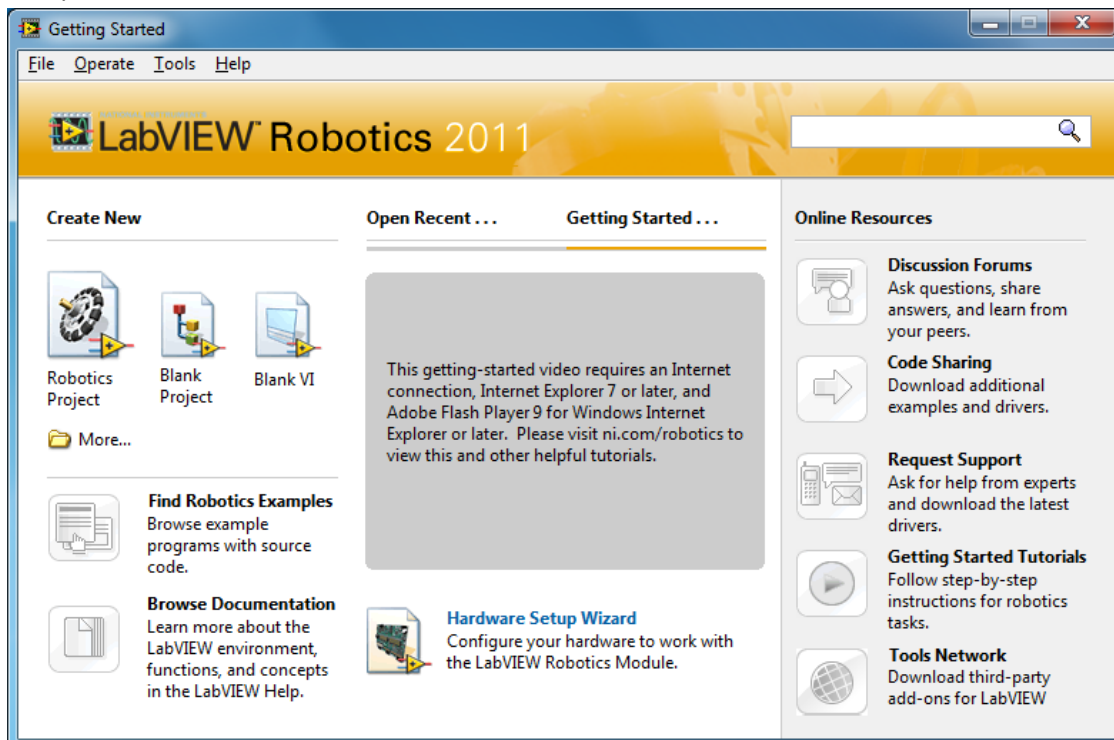 Getting Started
File Operate Tools Help
LabVIEW™ Robotics 2011
Create New
Robotics
Project
Blank
Project
Blank VI
More...
Find Robotics Examples
Browse example
programs with source
code.
Browse Documentation
Learn more about the
LabVIEW environment,
functions, and concepts
in the LabVIEW Help.
Open Recent . . .
Getting Started . . .
This getting-started video requires an Internet
connection, Internet Explorer 7 or later, and
Adobe Flash Player 9 for Windows Internet
Explorer or later.  Please visit ni.com/robotics to
view this and other helpful tutorials.
Hardware Setup Wizard
Configure your hardware to work with
the LabVIEW Robotics Module.
Online Resources
Discussion Forums
Ask questions, share
answers, and learn from
your peers.
Code Sharing
Download additional
examples and drivers.
Request Support
Ask for help from experts
and download the latest
drivers.
Getting Started Tutorials
Follow step-by-step
instructions for robotics
tasks.
Tools Network
Download third-party
add-ons for LabVIEW